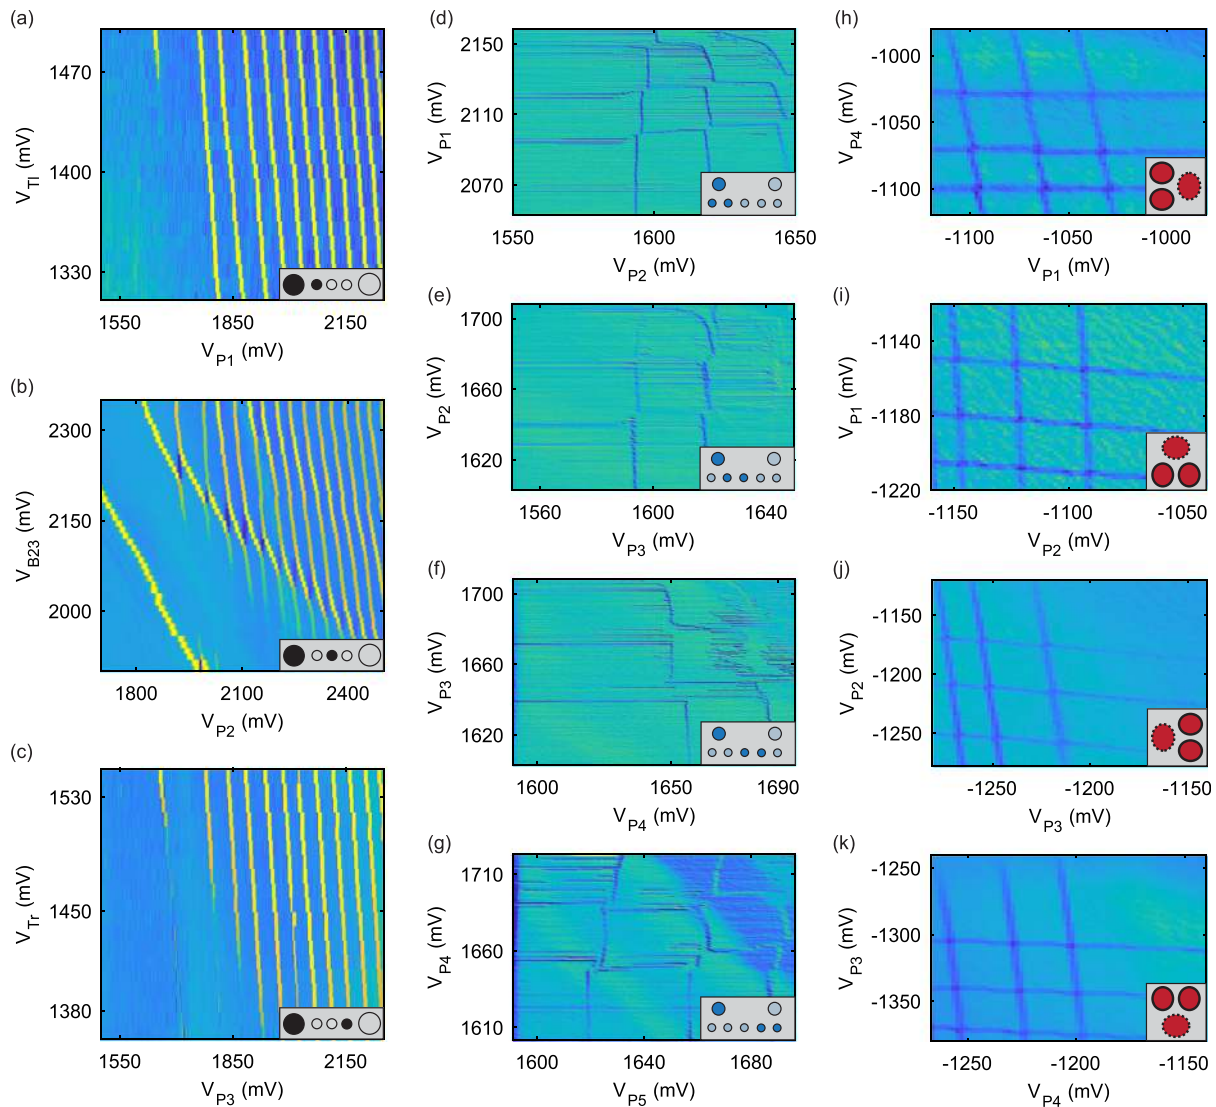 (a)
1470
1400
1330
V_Tl (mV)
1550 1850 2150
V_P1 (mV)
(b)
2300
2150
2000
V_B23 (mV)
1800 2100 2400
V_P2 (mV)
(c)
1530
1450
1380
V_Tr (mV)
1550 1850 2150
V_P3 (mV)
(d)
2150
2110
2070
V_P1 (mV)
1550 1600 1650
V_P2 (mV)
(e)
1700
1660
1620
V_P2 (mV)
1560 1600 1640
V_P3 (mV)
(f)
1700
1660
1620
V_P3 (mV)
1600 1650 1690
V_P4 (mV)
(g)
1710
1660
1610
V_P4 (mV)
1600 1640 1680
V_P5 (mV)
(h)
-1000
-1050
-1100
V_P4 (mV)
-1100 -1050 -1000
V_P1 (mV)
(i)
-1140
-1180
-1220
V_P1 (mV)
-1150 -1100 -1050
V_P2 (mV)
(j)
-1150
-1200
-1250
V_P2 (mV)
-1250 -1200 -1150
V_P3 (mV)
(k)
-1250
-1300
-1350
V_P3 (mV)
-1250 -1200 -1150
V_P4 (mV)